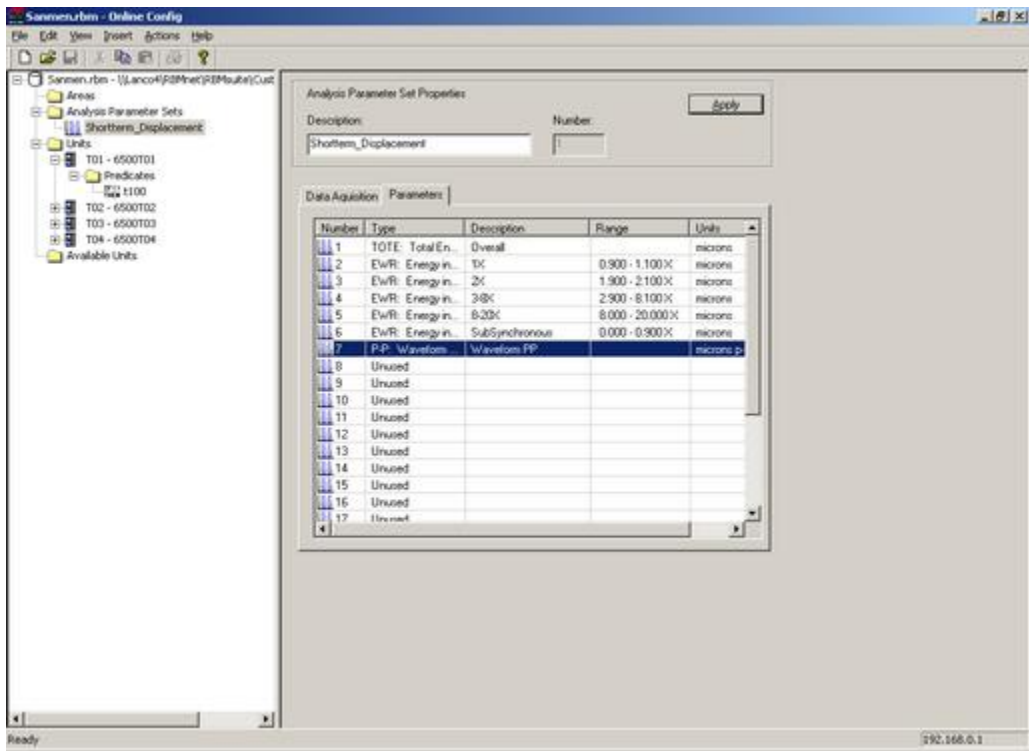 Sanmen.rbm - Online Config
File Edit View Insert Actions Help
Sanmen.rbm - \\Lanco4\RBMnet\RBMsuite\Cust
Areas
Analysis Parameter Sets
Shortterm_Displacement
Units
T01 - 6500T01
Predicates
t100
T02 - 6500T02
T03 - 6500T03
T04 - 6500T04
Available Units
Analysis Parameter Set Properties
Apply
Description: Number:
Shortterm_Displacement 1
Data Aquisition Parameters
Number Type Description Range Units
1 TOTE: Total En... Overall microns
2 EWR: Energy in... 1X 0.900 - 1.100 X microns
3 EWR: Energy in... 2X 1.900 - 2.100 X microns
4 EWR: Energy in... 3-8X 2.900 - 8.100 X microns
5 EWR: Energy in... 8-20X 8.000 - 20.000 X microns
6 EWR: Energy in... SubSynchronous 0.000 - 0.900 X microns
7 P-P: Waveform ... Waveform PP microns p
8 Unused
9 Unused
10 Unused
11 Unused
12 Unused
13 Unused
14 Unused
15 Unused
16 Unused
17 Unused
Ready 192.168.0.1